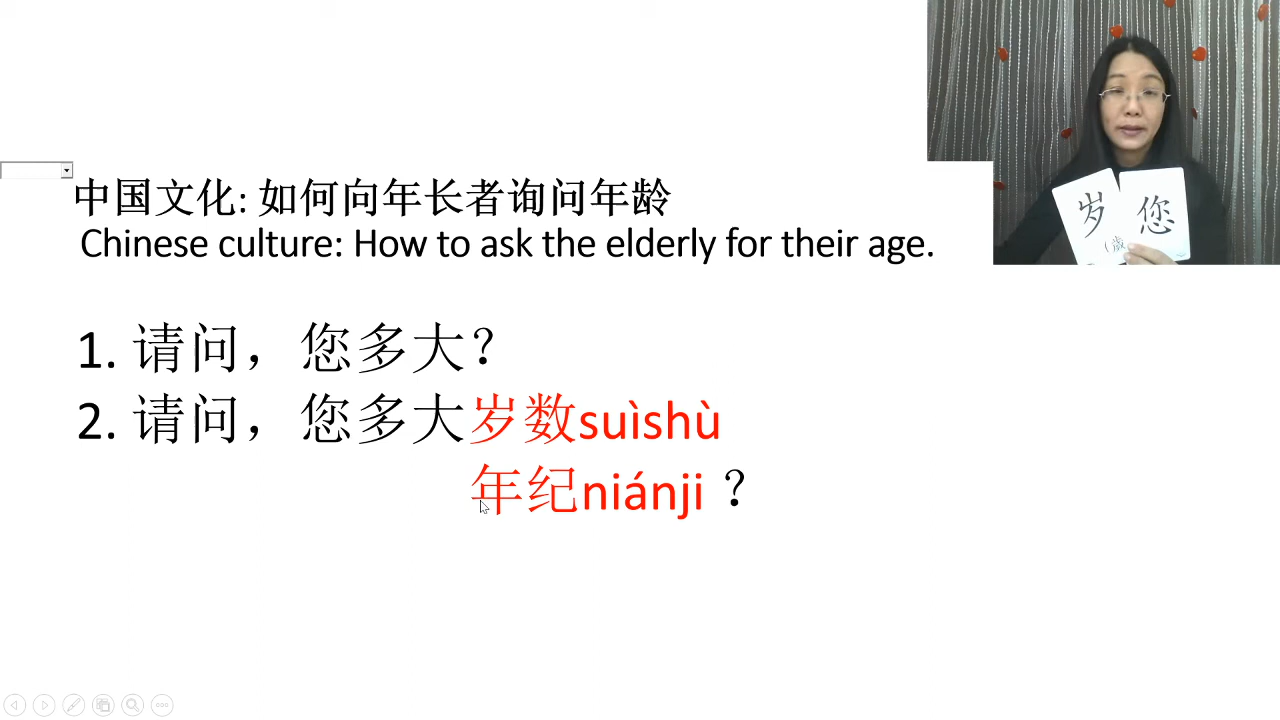 中国文化: 如何向年长者询问年龄
Chinese culture: How to ask the elderly for their age.
1. 请问，您多大？
2. 请问，您多大岁数suìshù
年纪niánji ？
岁 您
(歲)